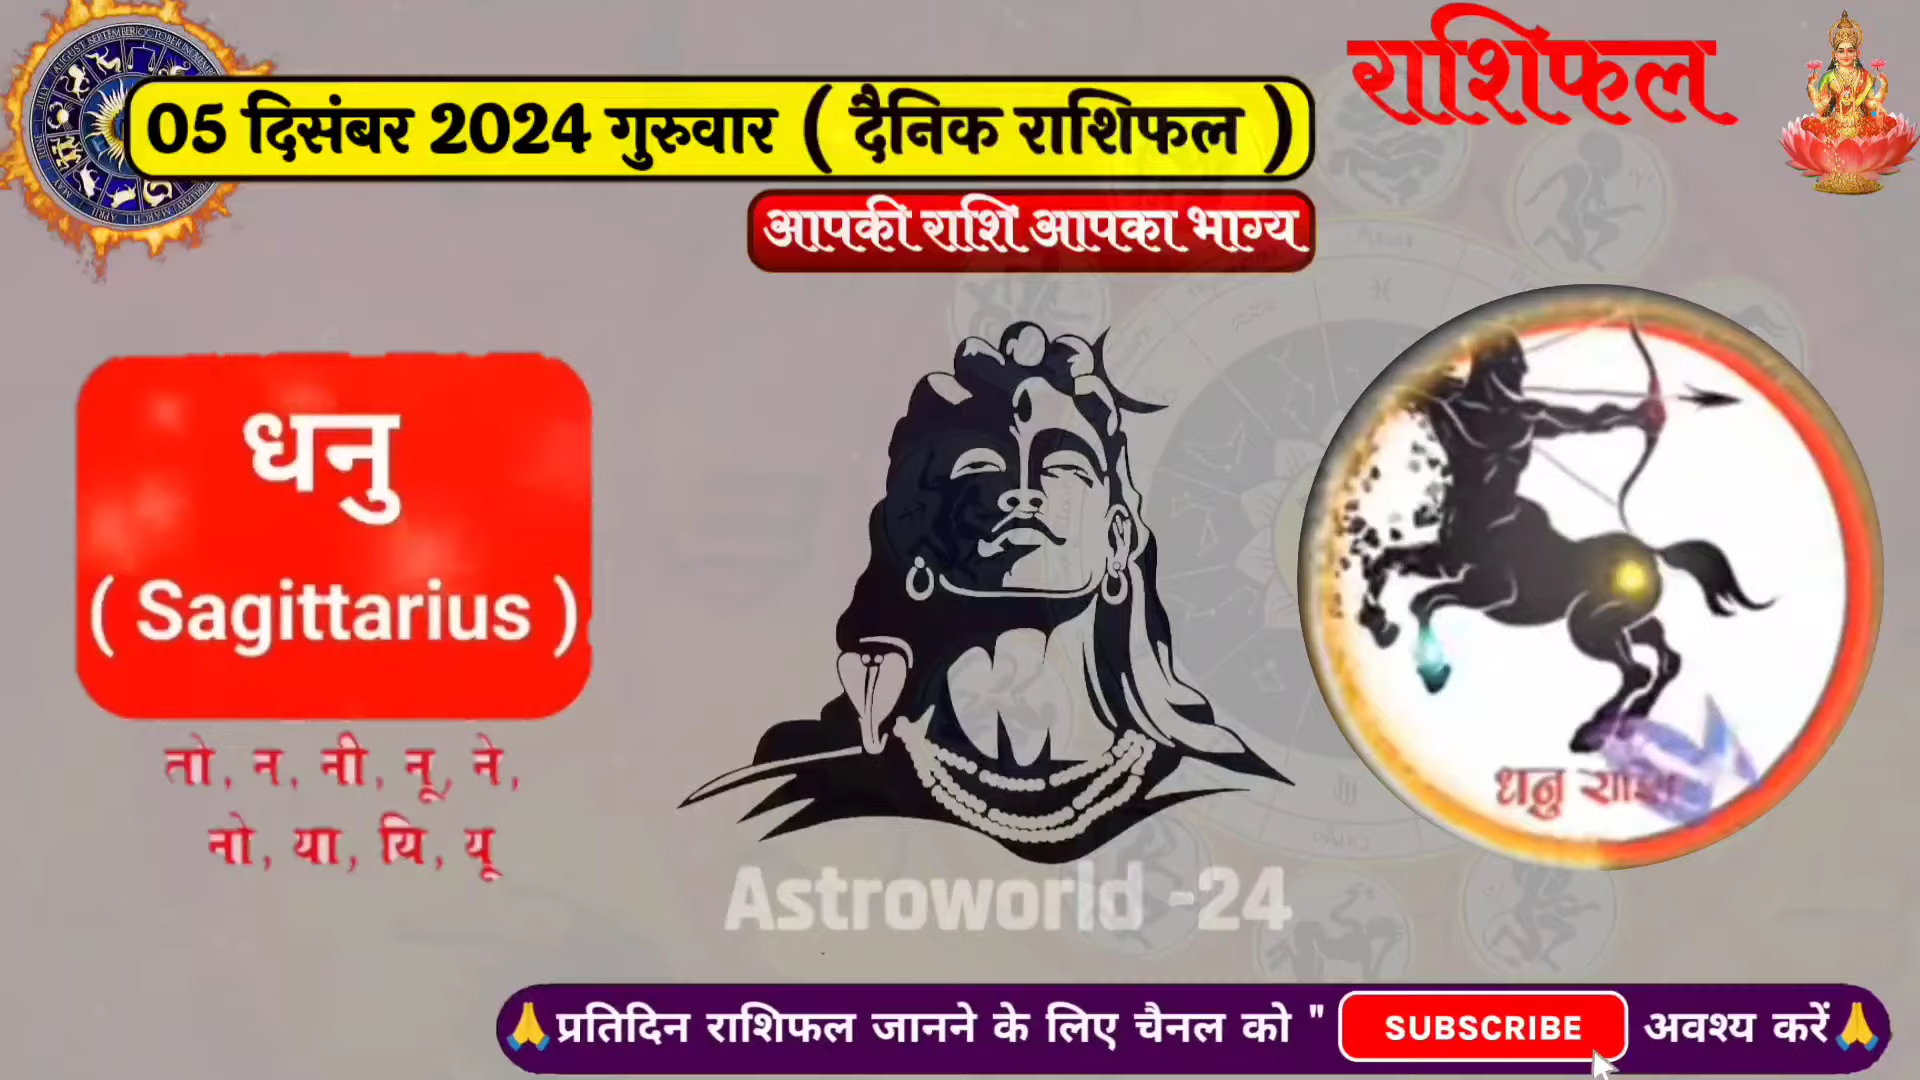 05 दिसंबर 2024 गुरुवार ( दैनिक राशिफल )
राशिफल
आपकी राशि आपका भाग्य
धनु
( Sagittarius )
तो, न, नी, नू, ने,
नो, या, यि, यू
धनु राशि
Astroworld -24
🙏प्रतिदिन राशिफल जानने के लिए चैनल को " SUBSCRIBE अवश्य करें🙏